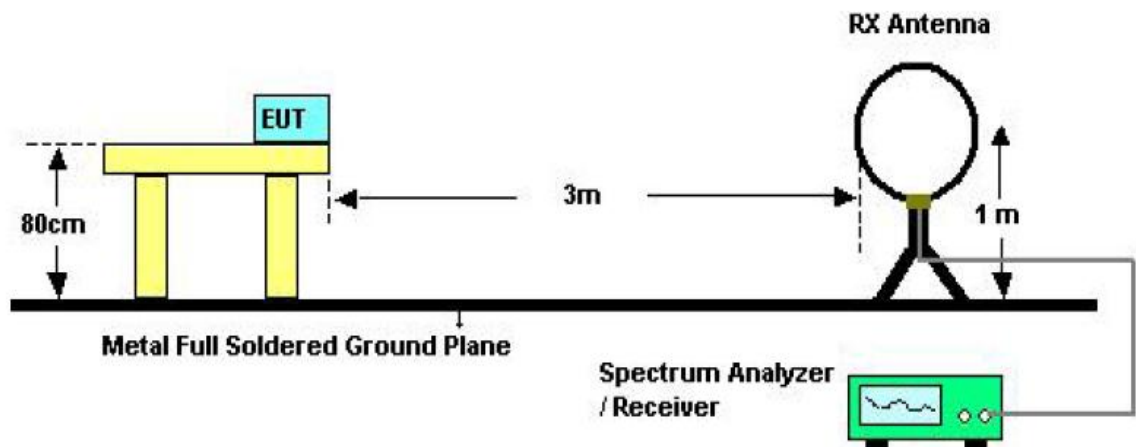 RX Antenna
EUT
80cm
3m
1 m
Metal Full Soldered Ground Plane
Spectrum Analyzer
/ Receiver